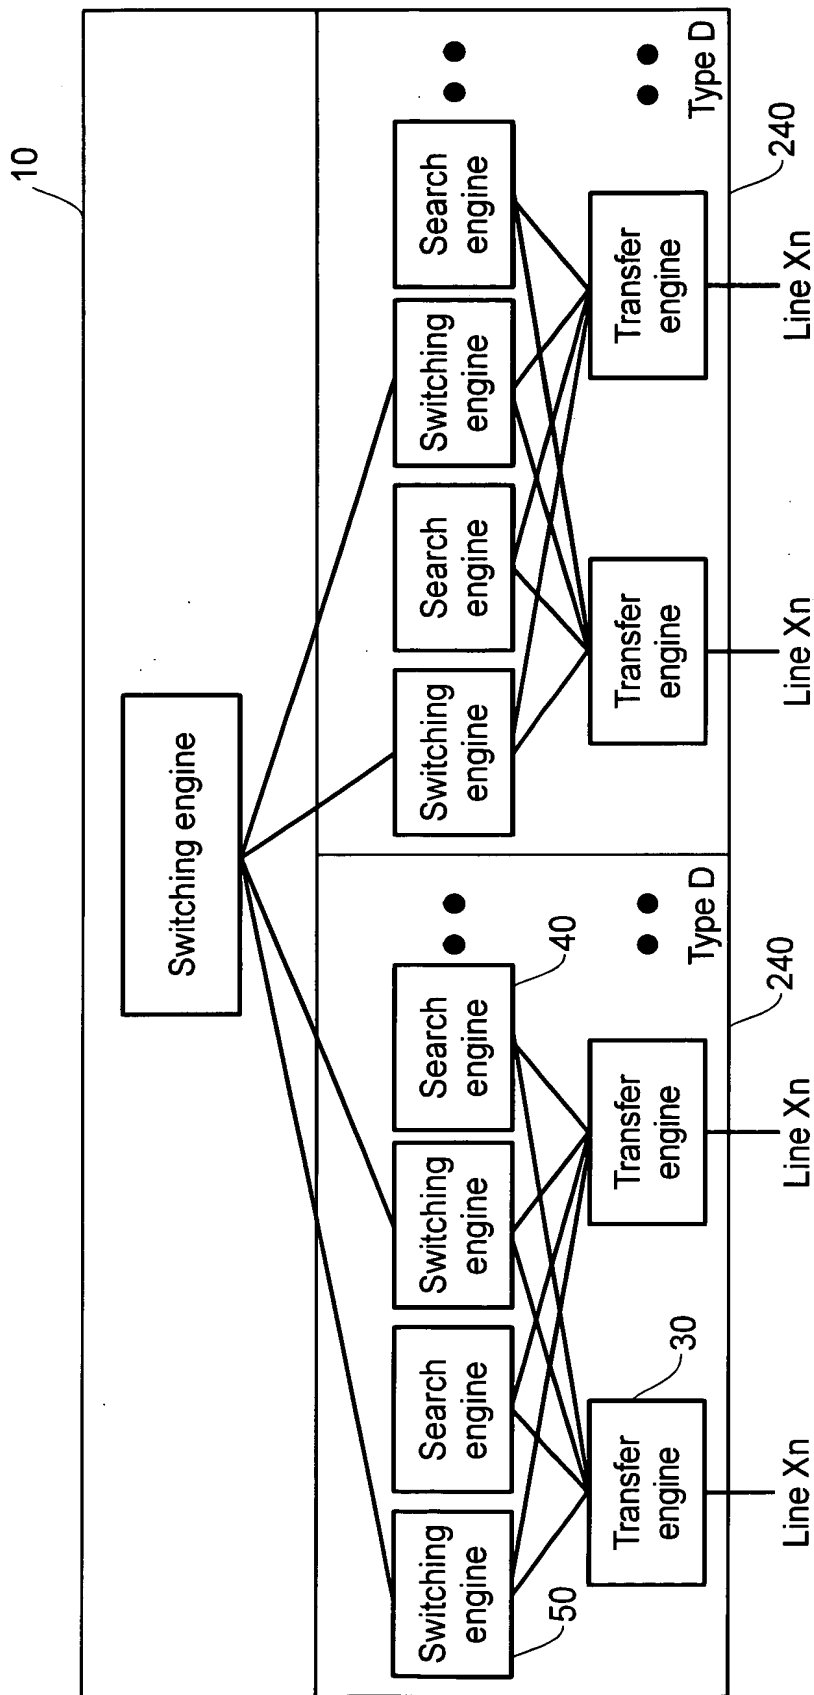 10
Switching engine
Switching
engine
Search
engine
Switching
engine
Search
engine
Switching
engine
Search
engine
Switching
engine
Search
engine
50
40
Transfer
engine
30
Transfer
engine
Type D
Transfer
engine
Transfer
engine
Type D
240
240
Line Xn
Line Xn
Line Xn
Line Xn